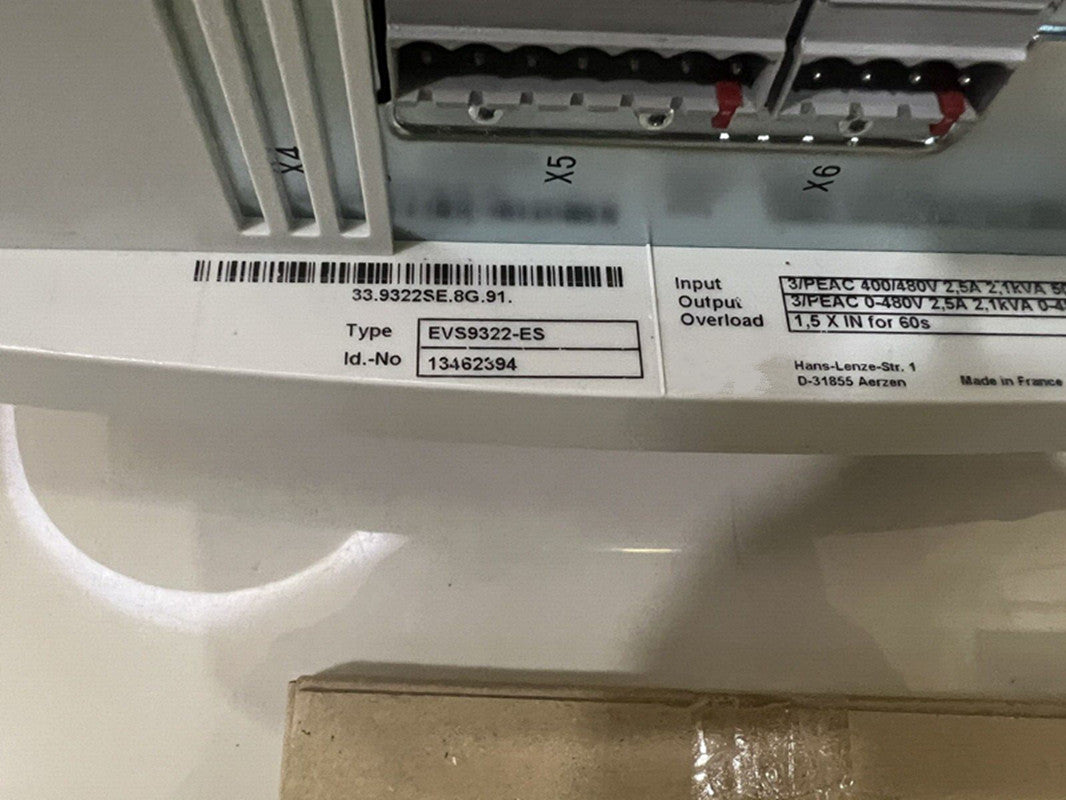 X4
X5
X6
33.9322SE.8G.91.
Type EVS9322-ES
Id.-No 13462394
Input 3/PEAC 400/480V 2,5A 2,1kVA
Output 3/PEAC 0-480V 2,5A 2,1kVA
Overload 1,5 X IN for 60s
Hans-Lenze-Str. 1
D-31855 Aerzen
Made in France